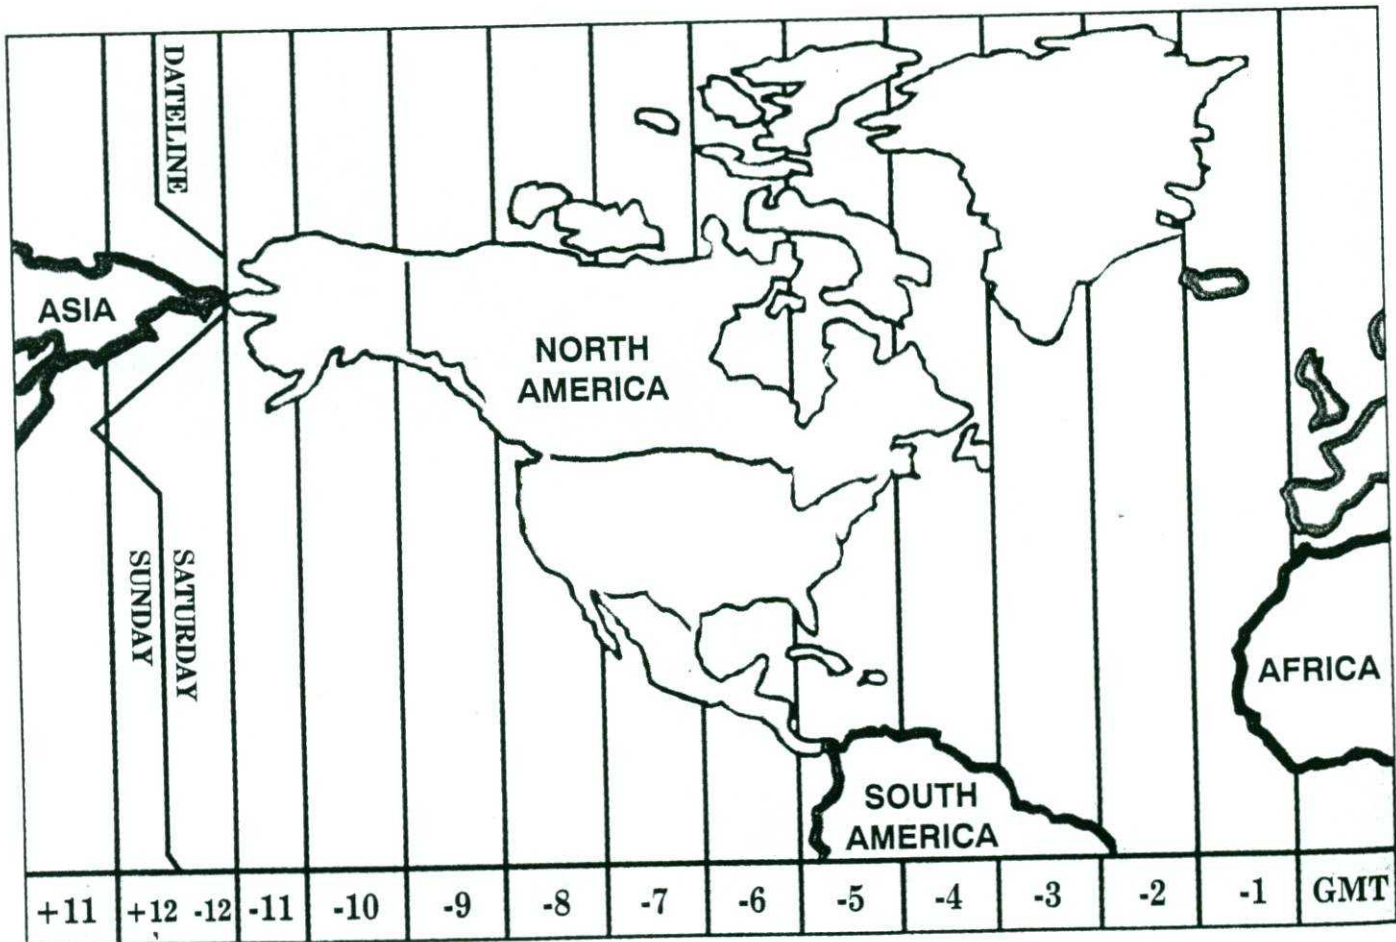 DATELINE
ASIA
NORTH
AMERICA
SATURDAY
SUNDAY
AFRICA
SOUTH
AMERICA
+11 +12 -12 -11 -10 -9 -8 -7 -6 -5 -4 -3 -2 -1 GMT